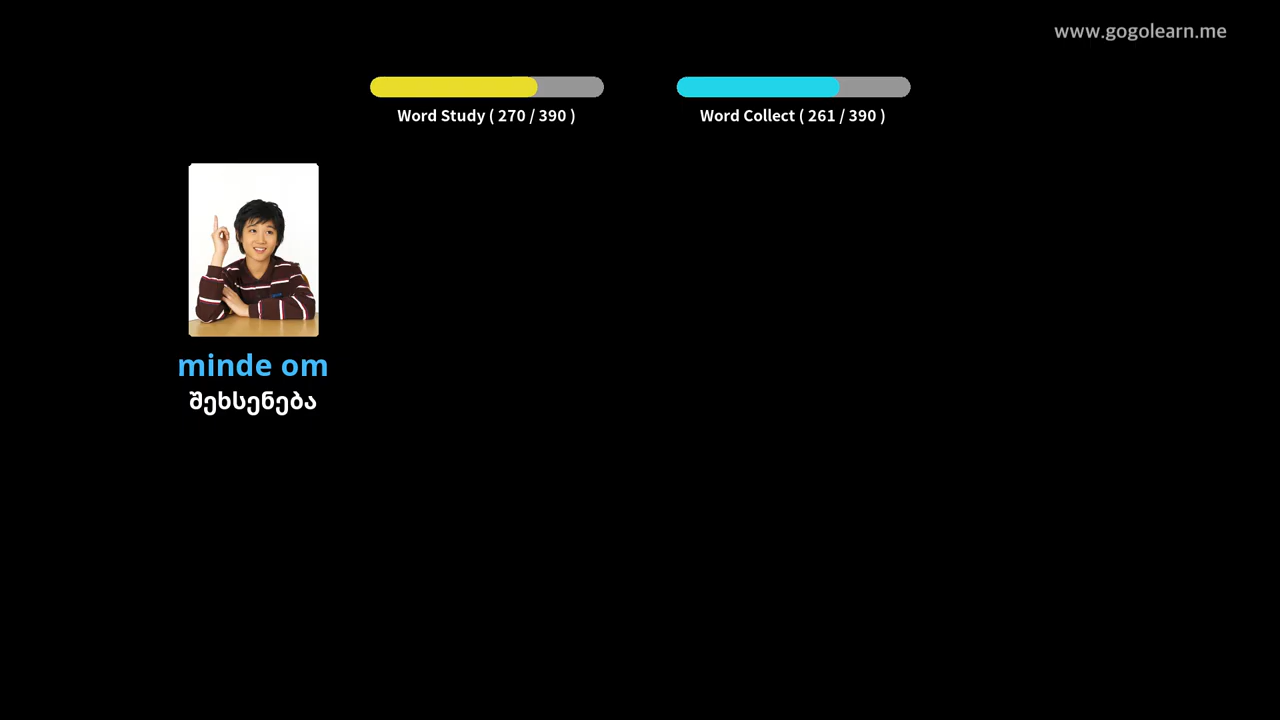 www.gogolearn.me
Word Study ( 270 / 390 )
Word Collect ( 261 / 390 )
minde om
შეხსენება